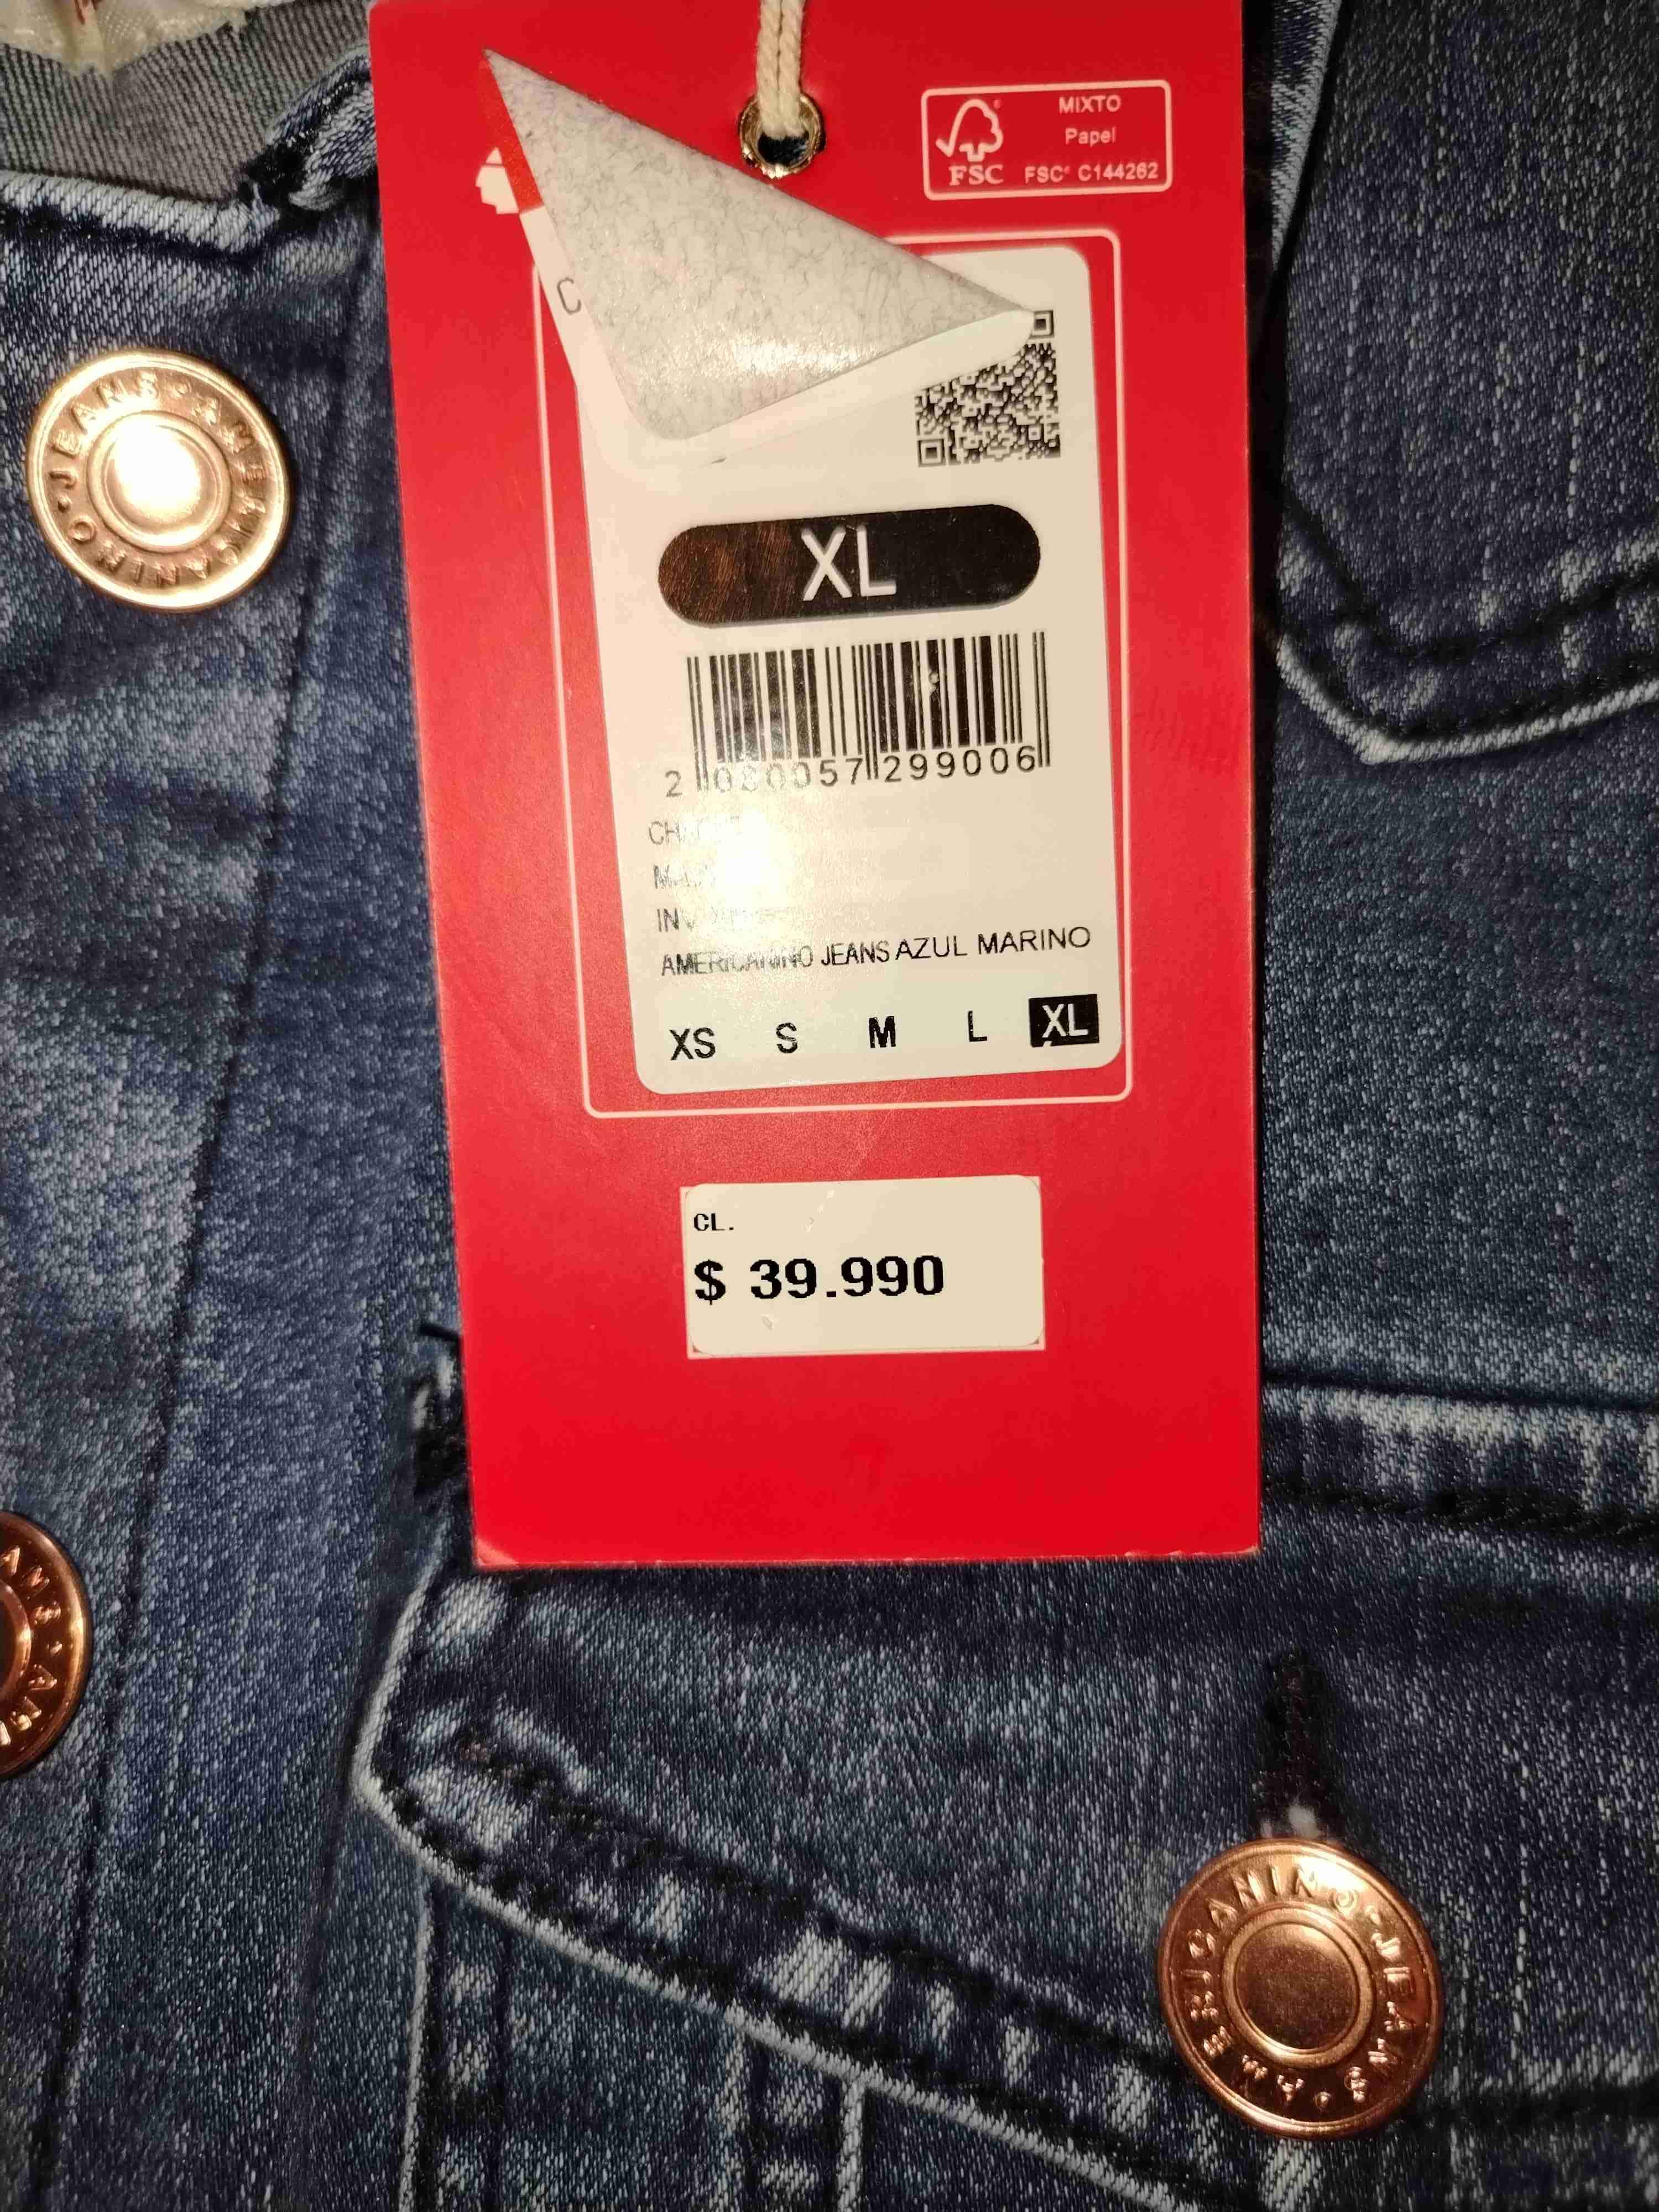 MIXTO
Papel
FSC
FSC® C144262
C
XL
2 080057 299006
AMERICANINO JEANS AZUL MARINO
XS S M L XL
CL.
$ 39.990
JEANS · AMERICANINO ·
AMERICANINO · JEANS ·